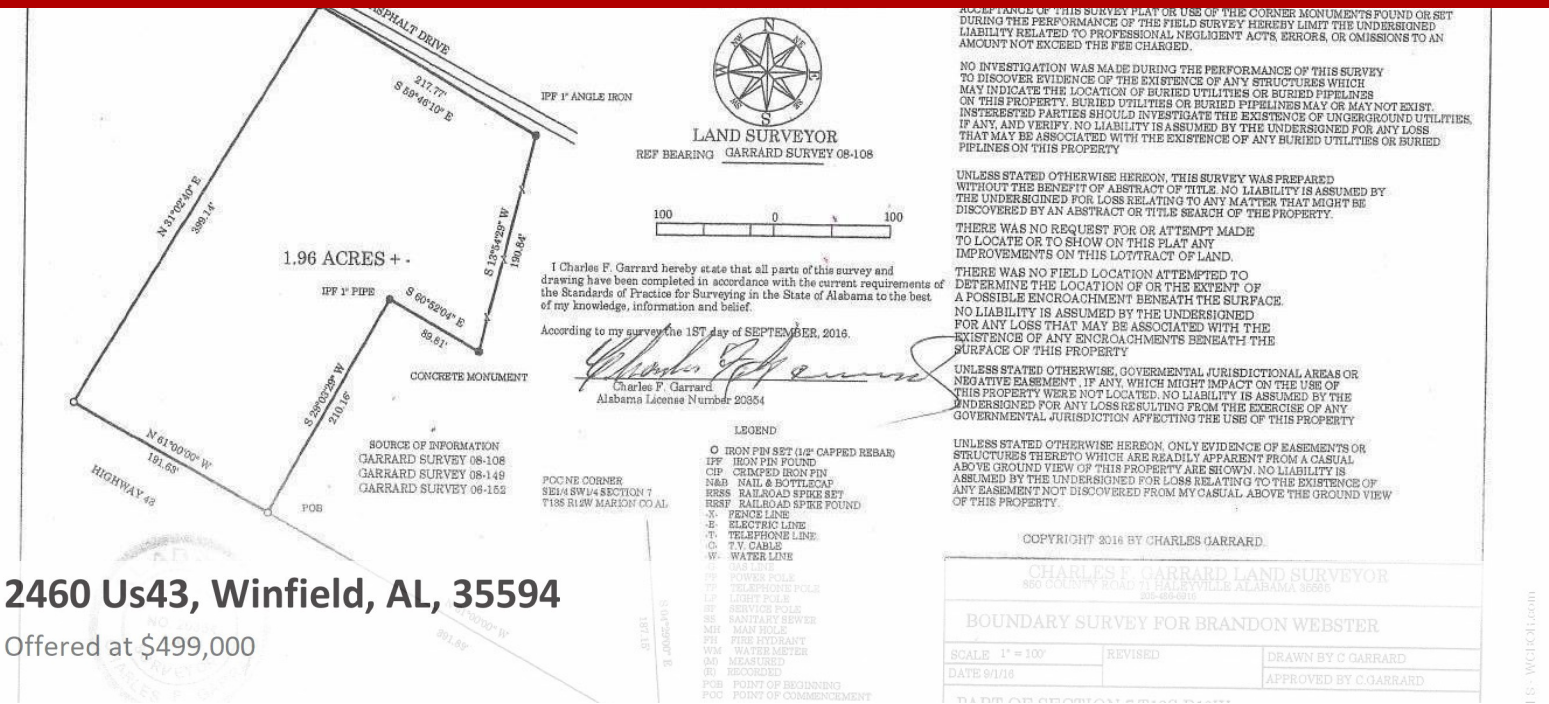 ASPHALT DRIVE
217.77'
S 59°46'10" E
IPF 1" ANGLE IRON
N 31°02'40" E
399.14'
1.96 ACRES + -
S 13°54'29" W
190.84'
IPF 1" PIPE
S 60°52'04" E
89.81'
CONCRETE MONUMENT
S 29°03'29" W
210.16'
N 61°00'00" W
191.63'
HIGHWAY 43
POB
SOURCE OF INFORMATION
GARRARD SURVEY 08-108
GARRARD SURVEY 08-149
GARRARD SURVEY 06-152
N
NE
E
SE
S
SW
W
NW
LAND SURVEYOR
REF BEARING GARRARD SURVEY 08-108
100 0 100
I Charles F. Garrard hereby state that all parts of this survey and
drawing have been completed in accordance with the current requirements of
the Standards of Practice for Surveying in the State of Alabama to the best
of my knowledge, information and belief.
According to my survey the 1ST day of SEPTEMBER, 2016.
Charles F. Garrard
Alabama License Number 20354
POC NE CORNER
SE1/4 SW1/4 SECTION 7
T13S R12W MARION CO AL
LEGEND
O IRON PIN SET (1/2" CAPPED REBAR)
IPF IRON PIN FOUND
CIP CRIMPED IRON PIN
N&B NAIL & BOTTLECAP
RRSS RAILROAD SPIKE SET
RRSF RAILROAD SPIKE FOUND
-X- FENCE LINE
-E- ELECTRIC LINE
-T- TELEPHONE LINE
-C- T.V. CABLE
-W- WATER LINE
-G- GAS LINE
PP POWER POLE
TP TELEPHONE POLE
LP LIGHT POLE
SP SERVICE POLE
SS SANITARY SEWER
MH MAN HOLE
FH FIRE HYDRANT
WM WATER METER
(M) MEASURED
(R) RECORDED
POB POINT OF BEGINNING
POC POINT OF COMMENCEMENT
ACCEPTANCE OF THIS SURVEY PLAT OR USE OF THE CORNER MONUMENTS FOUND OR SET
DURING THE PERFORMANCE OF THE FIELD SURVEY HEREBY LIMIT THE UNDERSIGNED
LIABILITY RELATED TO PROFESSIONAL NEGLIGENT ACTS, ERRORS, OR OMISSIONS TO AN
AMOUNT NOT EXCEED THE FEE CHARGED.
NO INVESTIGATION WAS MADE DURING THE PERFORMANCE OF THIS SURVEY
TO DISCOVER EVIDENCE OF THE EXISTENCE OF ANY STRUCTURES WHICH
MAY INDICATE THE LOCATION OF BURIED UTILITIES OR BURIED PIPELINES
ON THIS PROPERTY. BURIED UTILITIES OR BURIED PIPELINES MAY OR MAY NOT EXIST.
INSTERESTED PARTIES SHOULD INVESTIGATE THE EXISTENCE OF UNGERGROUND UTILITIES,
IF ANY, AND VERIFY. NO LIABILITY IS ASSUMED BY THE UNDERSIGNED FOR ANY LOSS
THAT MAY BE ASSOCIATED WITH THE EXISTENCE OF ANY BURIED UTILITIES OR BURIED
PIPLINES ON THIS PROPERTY
UNLESS STATED OTHERWISE HEREON, THIS SURVEY WAS PREPARED
WITHOUT THE BENEFIT OF ABSTRACT OF TITLE. NO LIABILITY IS ASSUMED BY
THE UNDERSIGINED FOR LOSS RELATING TO ANY MATTER THAT MIGHT BE
DISCOVERED BY AN ABSTRACT OR TITLE SEARCH OF THE PROPERTY.
THERE WAS NO REQUEST FOR OR ATTEMPT MADE
TO LOCATE OR TO SHOW ON THIS PLAT ANY
IMPROVEMENTS ON THIS LOT/TRACT OF LAND.
THERE WAS NO FIELD LOCATION ATTEMPTED TO
DETERMINE THE LOCATION OF OR THE EXTENT OF
A POSSIBLE ENCROACHMENT BENEATH THE SURFACE.
NO LIABILITY IS ASSUMED BY THE UNDERSIGNED
FOR ANY LOSS THAT MAY BE ASSOCIATED WITH THE
EXISTENCE OF ANY ENCROACHMENTS BENEATH THE
SURFACE OF THIS PROPERTY
UNLESS STATED OTHERWISE, GOVERMENTAL JURISDICTIONAL AREAS OR
NEGATIVE EASEMENT , IF ANY, WHICH MIGHT IMPACT ON THE USE OF
THIS PROPERTY WERE NOT LOCATED. NO LIABILITY IS ASSUMED BY THE
UNDERSIGNED FOR ANY LOSS RESULTING FROM THE EXERCISE OF ANY
GOVERNMENTAL JURISDICTION AFFECTING THE USE OF THIS PROPERTY
UNLESS STATED OTHERWISE HEREON, ONLY EVIDENCE OF EASEMENTS OR
STRUCTURES THERETO WHICH ARE READILY APPARENT FROM A CASUAL
ABOVE GROUND VIEW OF THIS PROPERTY ARE SHOWN. NO LIABILITY IS
ASSUMED BY THE UNDERSIGNED FOR LOSS RELATING TO THE EXISTENCE OF
ANY EASEMENT NOT DISCOVERED FROM MY CASUAL ABOVE THE GROUND VIEW
OF THIS PROPERTY.
COPYRIGHT 2016 BY CHARLES GARRARD.
CHARLES F. GARRARD LAND SURVEYOR
BOUNDARY SURVEY FOR BRANDON WEBSTER
SCALE 1" = 100'
REVISED
DRAWN BY C GARRARD
DATE 9/1/16
APPROVED BY C.GARRARD
2460 Us43, Winfield, AL, 35594
Offered at $499,000